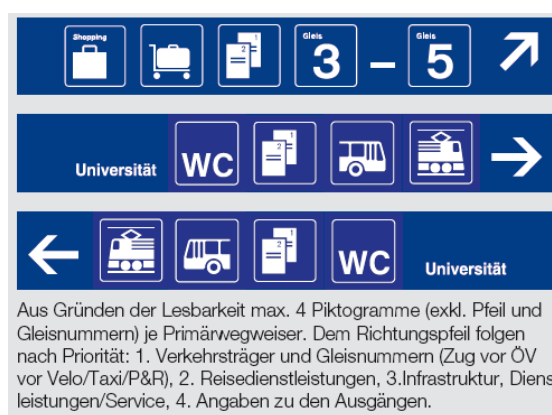 Shopping 2 1 Gleis 3 – Gleis 5
Universität WC 2 1
2 1 WC Universität
Aus Gründen der Lesbarkeit max. 4 Piktogramme (exkl. Pfeil und
Gleisnummern) je Primärwegweiser. Dem Richtungspfeil folgen
nach Priorität: 1. Verkehrsträger und Gleisnummern (Zug vor ÖV
vor Velo/Taxi/P&R), 2. Reisedienstleistungen, 3.Infrastruktur, Diens
leistungen/Service, 4. Angaben zu den Ausgängen.